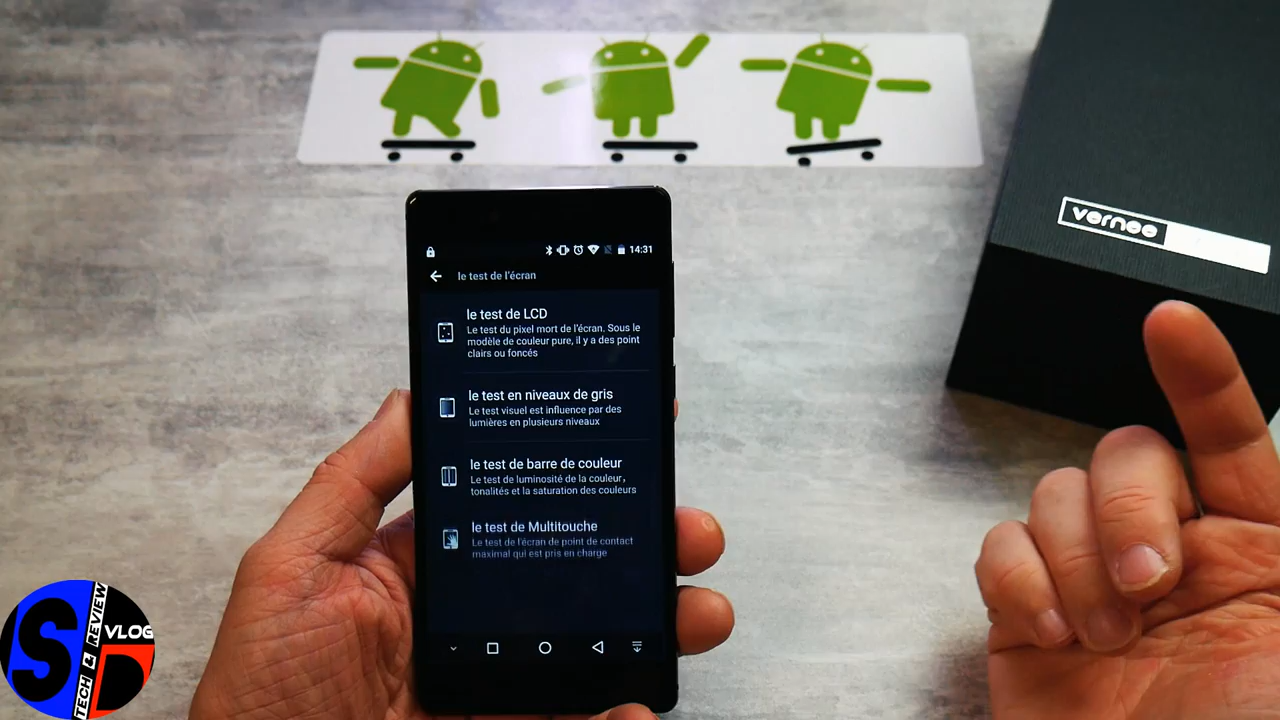 vernee
14:31
le test de l'écran
le test de LCD
Le test du pixel mort de l'écran. Sous le
modèle de couleur pure, il y a des point
clairs ou foncés
le test en niveaux de gris
Le test visuel est influence par des
lumières en plusieurs niveaux
le test de barre de couleur
Le test de luminosité de la couleur,
tonalités et la saturation des couleurs
le test de Multitouche
Le test de l'écran de point de contact
maximal qui est pris en charge
SD
TECH & REVIEW
VLOG